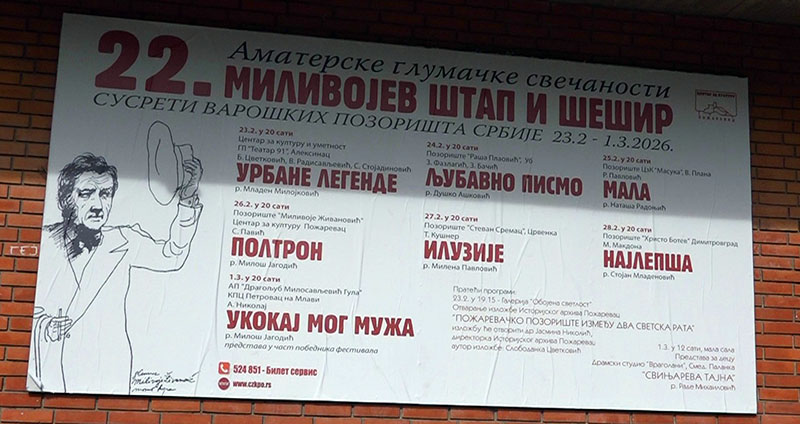 Аматерске глумачке свечаности
22. МИЛИВОЈЕВ ШТАП И ШЕШИР
СУСРЕТИ ВАРОШКИХ ПОЗОРИШТА СРБИЈЕ 23.2 - 1.3.2026.
23.2. у 20 сати
Центар за културу и уметност
ГП "Театар 91", Алексинац
Б. Цветковић, В. Радисављевић, С. Стојадиновић
УРБАНЕ ЛЕГЕНДЕ
р. Младен Милојковић
24.2. у 20 сати
Позориште "Раша Плаовић", Уб
З. Фазлагић, З. Бачић
ЉУБАВНО ПИСМО
р. Душко Ашковић
25.2. у 20 сати
Позориште ЦзК "Масука", В. Плана
Р. Павловић
МАЛА
р. Наташа Радоњић
26.2. у 20 сати
Позориште "Миливоје Живановић"
Центар за културу Пожаревац
С. Павић
ПОЛТРОН
р. Милош Јагодић
27.2. у 20 сати
Позориште "Стеван Сремац", Црвенка
Т. Кушнер
ИЛУЗИЈЕ
р. Милена Павловић
28.2. у 20 сати
Позориште "Христо Ботев" Димитровград
М. Макдона
НАЈЛЕПША
р. Стојан Младеновић
1.3. у 20 сати
АП "Драгољуб Милосављевић Гула"
КПЦ Петровац на Млави
А. Николај
УКОКАЈ МОГ МУЖА
р. Милош Јагодић
представа у част победника фестивала
Пратећи програми:
23.2. у 19.15 - Галерија "Обојена светлост"
Отварање изложбе Историјског архива Пожаревац
"ПОЖАРЕВАЧКО ПОЗОРИШТЕ ИЗМЕЂУ ДВА СВЕТСКА РАТА"
изложбу ће отворити др Јасмина Николић,
директорка Историјског архива Пожаревац
аутор изложбе: Слободанка Цветковић
1.3. у 12 сати, мала сала
Представа за децу
Драмски студио "Враголани", Смед. Паланка
"СВИЊАРЕВА ТАЈНА"
р. Раде Михаиловић
524 851 - Билет сервис
www.czkpo.rs